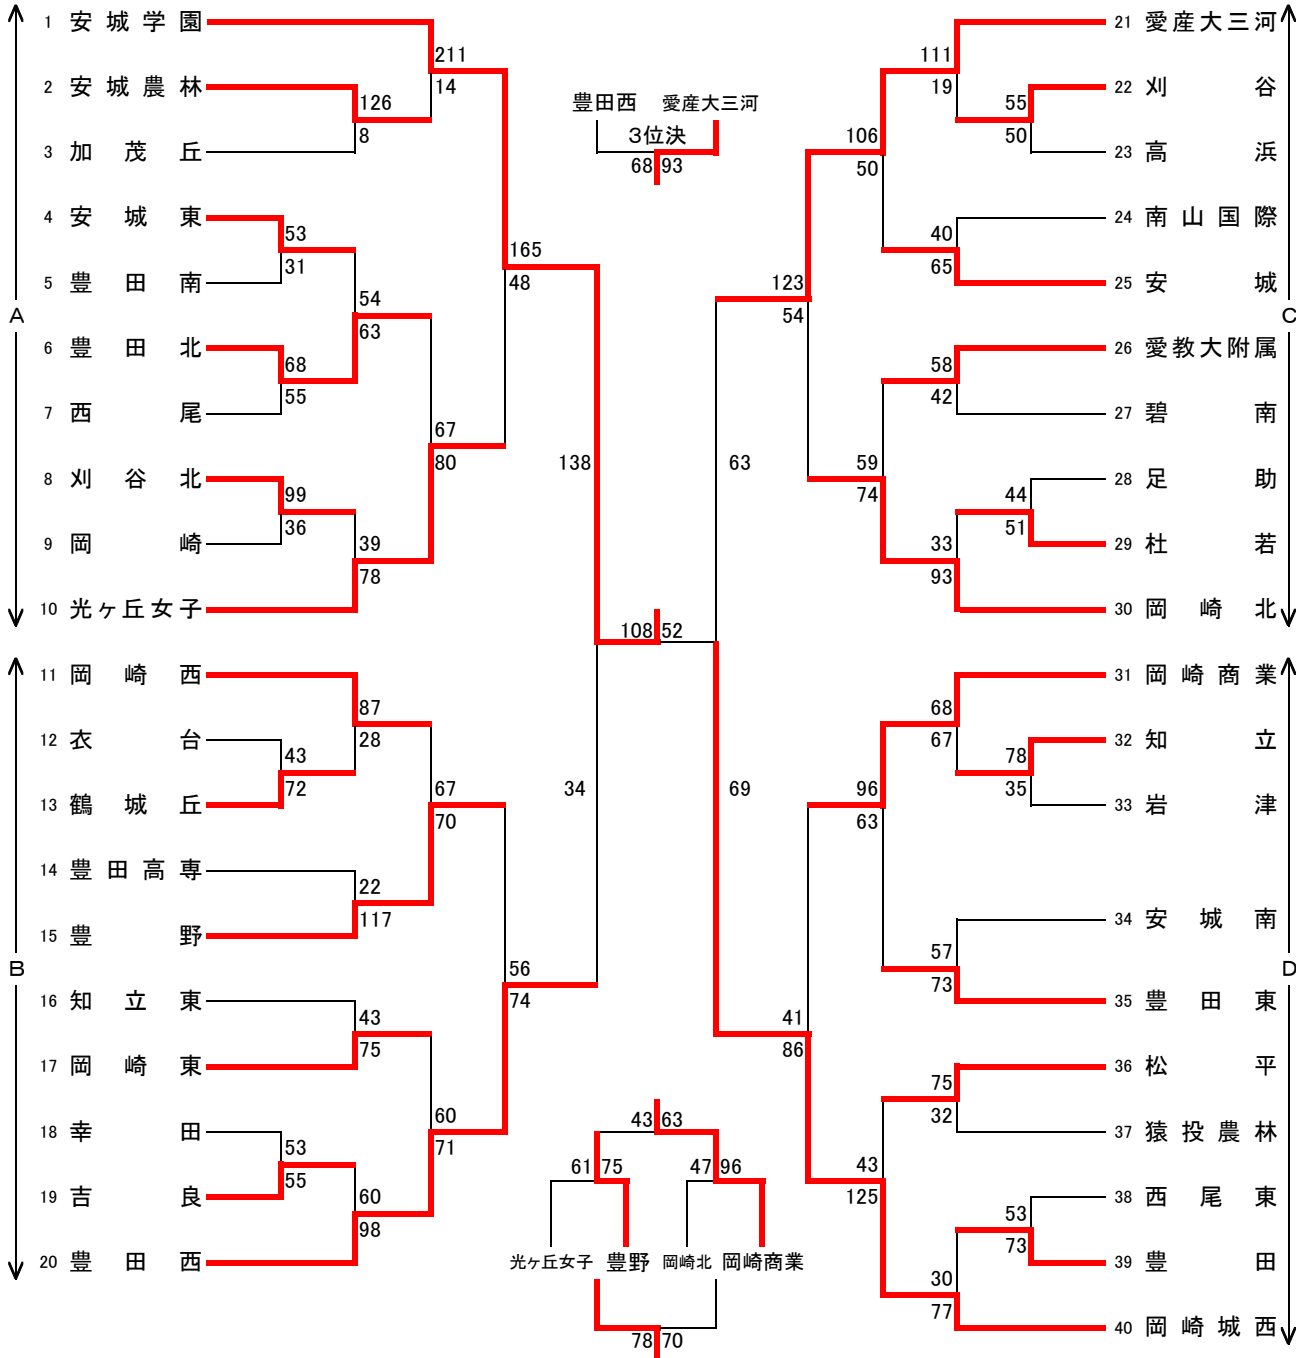 A
1 安城学園
2 安城農林
3 加茂丘
4 安城東
5 豊田南
6 豊田北
7 西尾
8 刈谷北
9 岡崎
10 光ヶ丘女子
211
14
126
8
53
31
54
63
68
55
67
80
99
36
39
78
165
48
138
B
11 岡崎西
12 衣台
13 鶴城丘
14 豊田高専
15 豊野
16 知立東
17 岡崎東
18 幸田
19 吉良
20 豊田西
87
28
43
72
67
70
22
117
56
74
43
75
60
71
53
55
60
98
34
豊田西 愛産大三河
3位決
68 93
108 52
C
21 愛産大三河
22 刈谷
23 高浜
24 南山国際
25 安城
26 愛教大附属
27 碧南
28 足助
29 杜若
30 岡崎北
111
19
55
50
106
50
40
65
123
54
58
42
59
74
44
51
33
93
63
D
31 岡崎商業
32 知立
33 岩津
34 安城南
35 豊田東
36 松平
37 猿投農林
38 西尾東
39 豊田
40 岡崎城西
68
67
78
35
96
63
57
73
41
86
75
32
43
125
53
73
30
77
69
43 63
61 75 47 96
光ヶ丘女子 豊野 岡崎北 岡崎商業
78 70